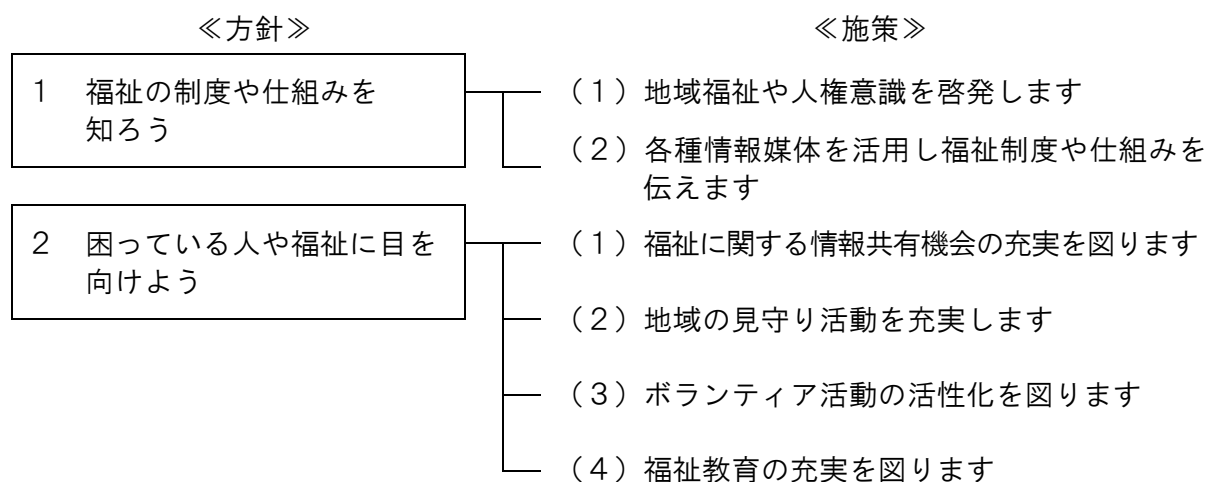 ≪方針≫
≪施策≫
１　福祉の制度や仕組みを
知ろう
（１）地域福祉や人権意識を啓発します
（２）各種情報媒体を活用し福祉制度や仕組みを
伝えます
２　困っている人や福祉に目を
向けよう
（１）福祉に関する情報共有機会の充実を図ります
（２）地域の見守り活動を充実します
（３）ボランティア活動の活性化を図ります
（４）福祉教育の充実を図ります